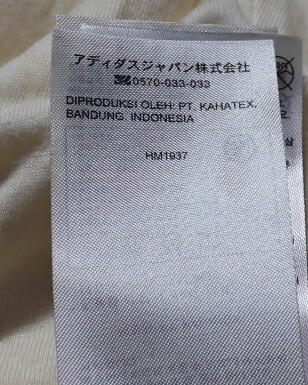 アディダスジャパン株式会社
0570-033-033
DIPRODUKSI OLEH: PT. KAHATEX,
BANDUNG, INDONESIA
HM1937